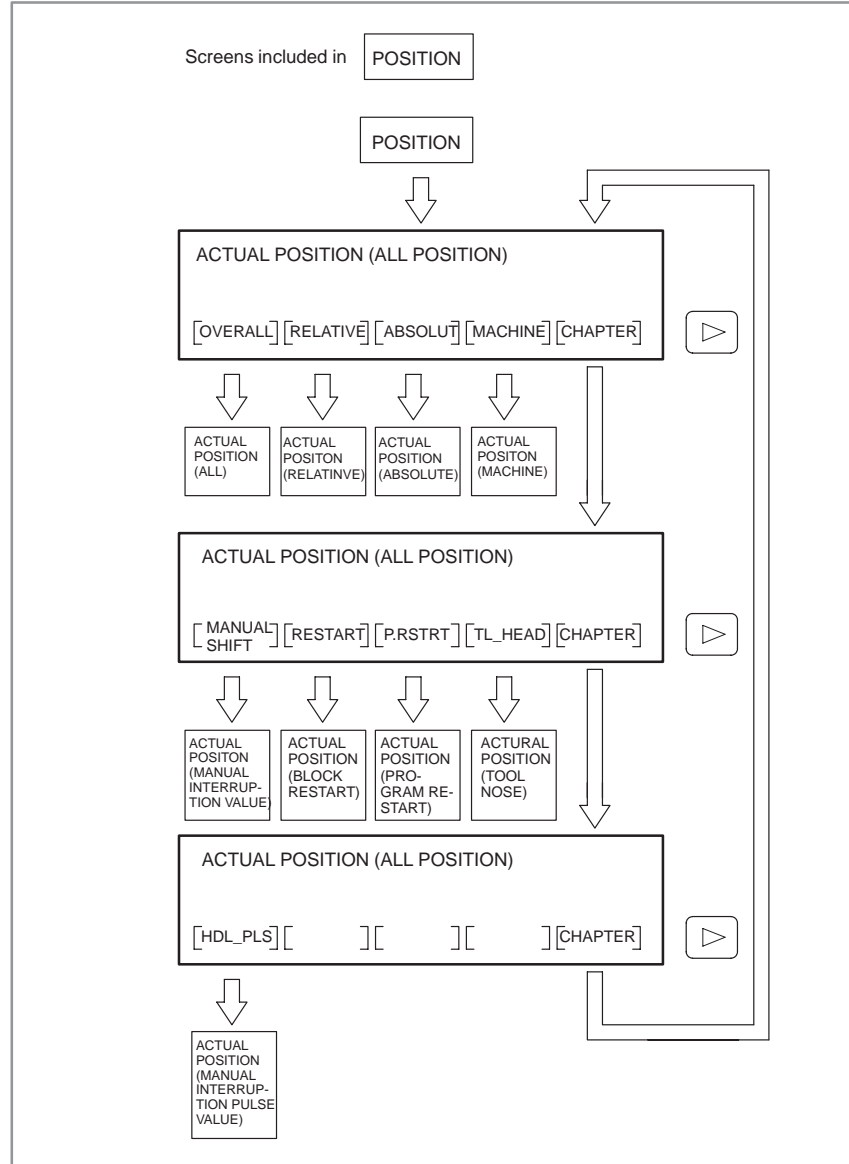 Screens included in
POSITION
POSITION
ACTUAL POSITION (ALL POSITION)
[OVERALL] [RELATIVE] [ABSOLUT] [MACHINE] [CHAPTER]
ACTUAL
POSITION
(ALL)
ACTUAL
POSITON
(RELATINVE)
ACTUAL
POSITION
(ABSOLUTE)
ACTUAL
POSITON
(MACHINE)
ACTUAL POSITION (ALL POSITION)
[MANUAL
SHIFT] [RESTART] [P.RSTRT] [TL_HEAD] [CHAPTER]
ACTUAL
POSITON
(MANUAL
INTERRUP-
TION VALUE)
ACTUAL
POSITION
(BLOCK
RESTART)
ACTUAL
POSITION
(PRO-
GRAM RE-
START)
ACTURAL
POSITION
(TOOL
NOSE)
ACTUAL POSITION (ALL POSITION)
[HDL_PLS] [ ] [ ] [ ] [CHAPTER]
ACTUAL
POSITION
(MANUAL
INTERRUP-
TION PULSE
VALUE)